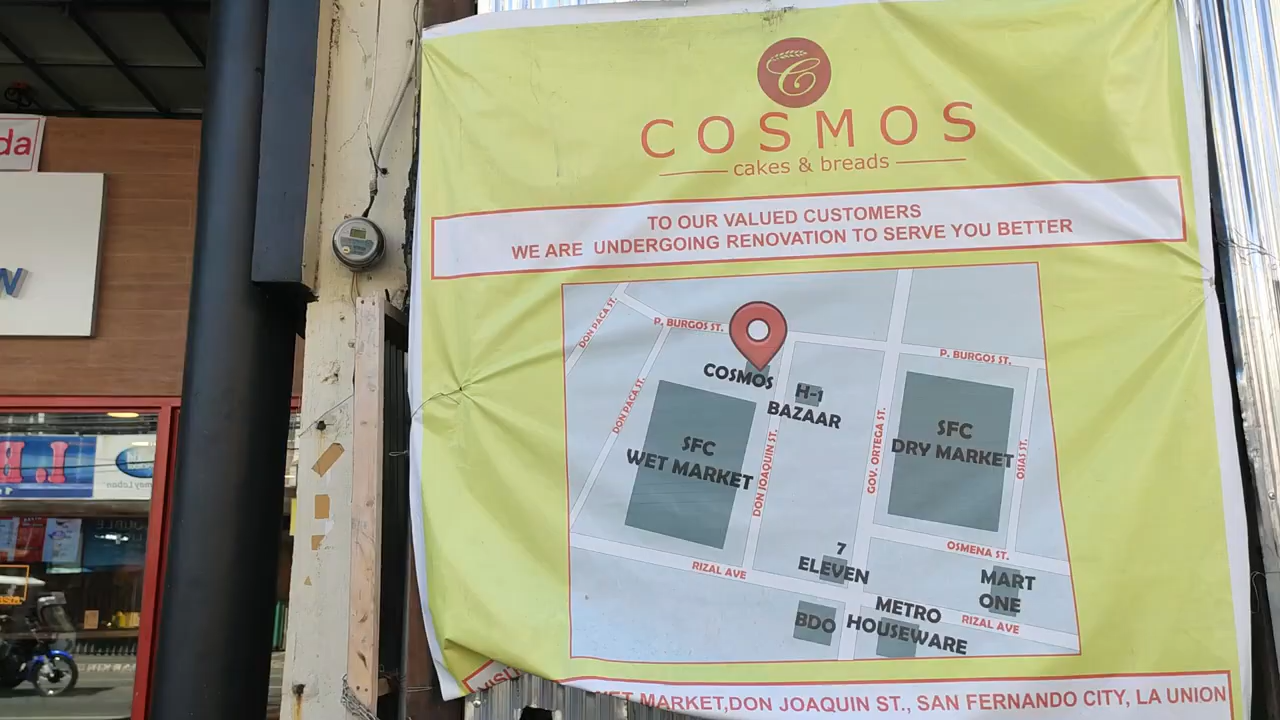 da
W
C
COSMOS
cakes & breads
TO OUR VALUED CUSTOMERS
WE ARE UNDERGOING RENOVATION TO SERVE YOU BETTER
DON PACA ST.
P. BURGOS ST.
P. BURGOS ST.
COSMOS
H-1
BAZAAR
DON PACA ST.
SFC
WET MARKET
DON JOAQUIN ST.
GOV. ORTEGA ST.
SFC
DRY MARKET
OSIAS ST.
OSMENA ST.
RIZAL AVE
7
ELEVEN
MART
ONE
BDO
METRO
HOUSEWARE
RIZAL AVE
MARKET, DON JOAQUIN ST., SAN FERNANDO CITY, LA UNION